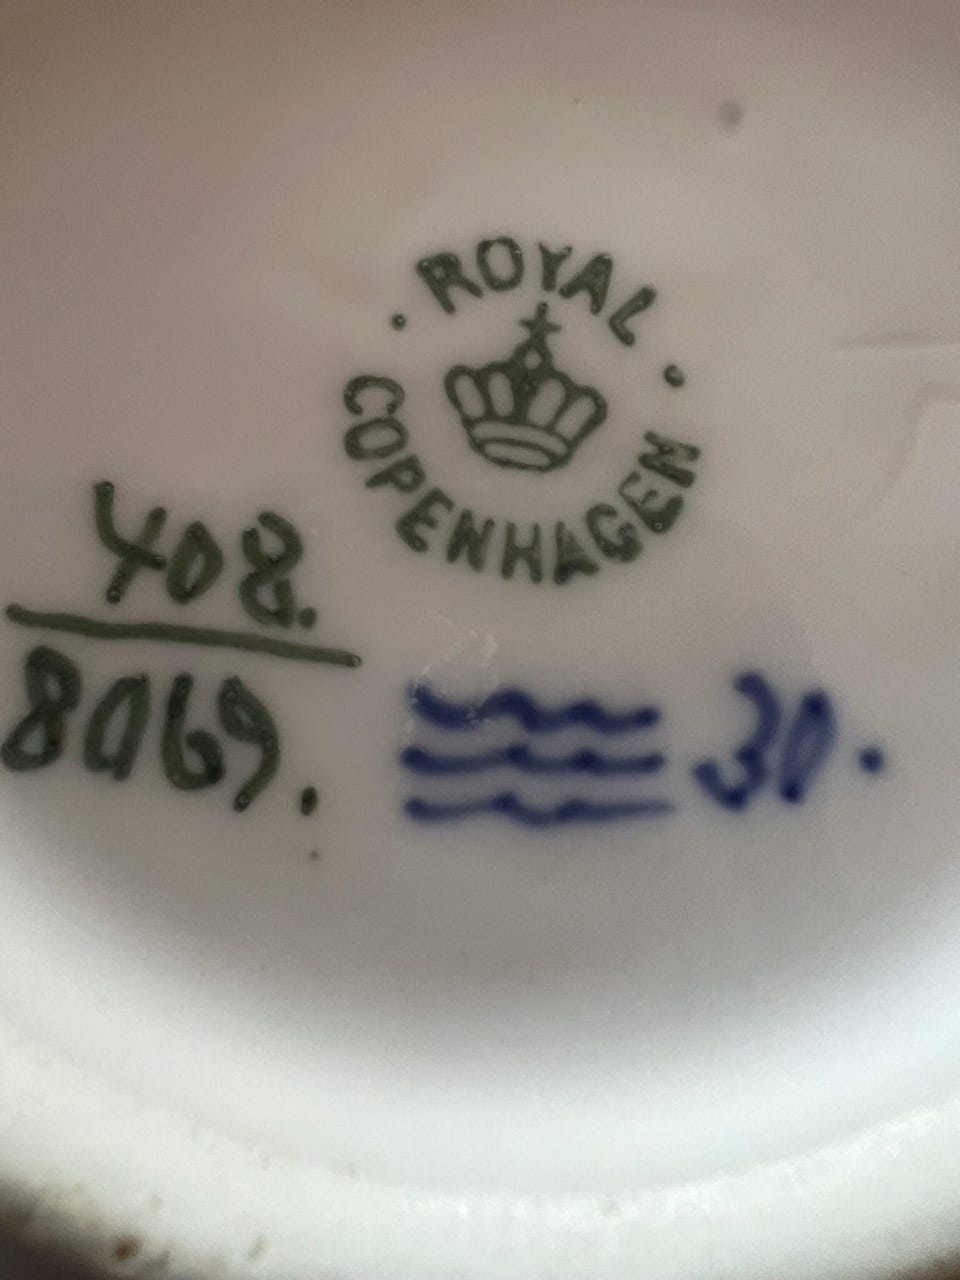 · ROYAL ·
COPENHAGEN
408.
8069.
30.